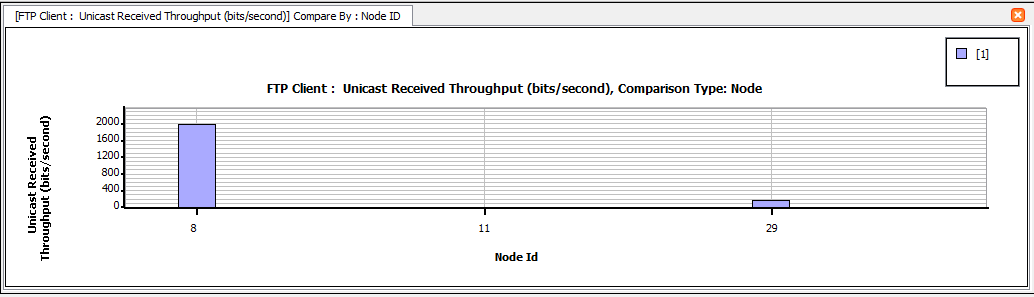 [FTP Client :  Unicast Received Throughput (bits/second)] Compare By : Node ID
[1]
FTP Client :  Unicast Received Throughput (bits/second), Comparison Type: Node
Unicast Received
Throughput (bits/second)
2000
1600
1200
800
400
0
8
11
29
Node Id